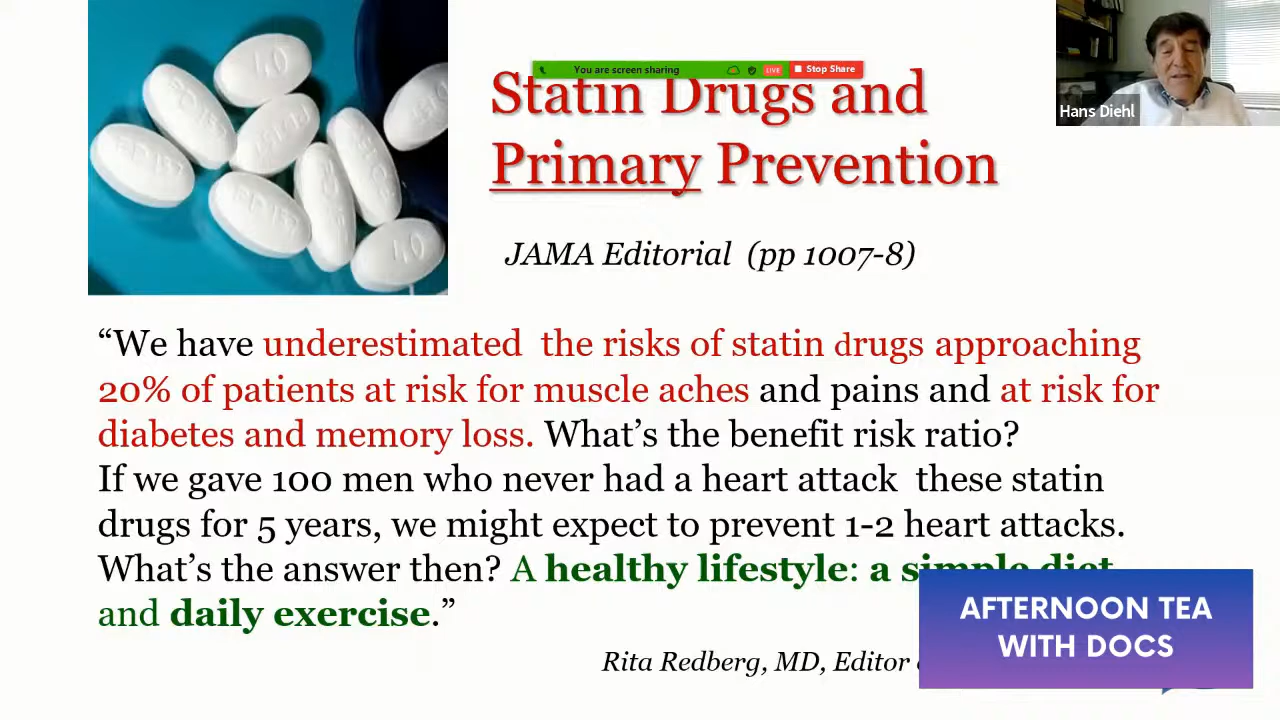 You are screen sharing LIVE Stop Share
Statin Drugs and
Primary Prevention
Hans Diehl
JAMA Editorial (pp 1007-8)
“We have underestimated the risks of statin drugs approaching
20% of patients at risk for muscle aches and pains and at risk for
diabetes and memory loss. What’s the benefit risk ratio?
If we gave 100 men who never had a heart attack these statin
drugs for 5 years, we might expect to prevent 1-2 heart attacks.
What’s the answer then? A healthy lifestyle: a simple diet
and daily exercise.”
Rita Redberg, MD, Editor
AFTERNOON TEA
WITH DOCS